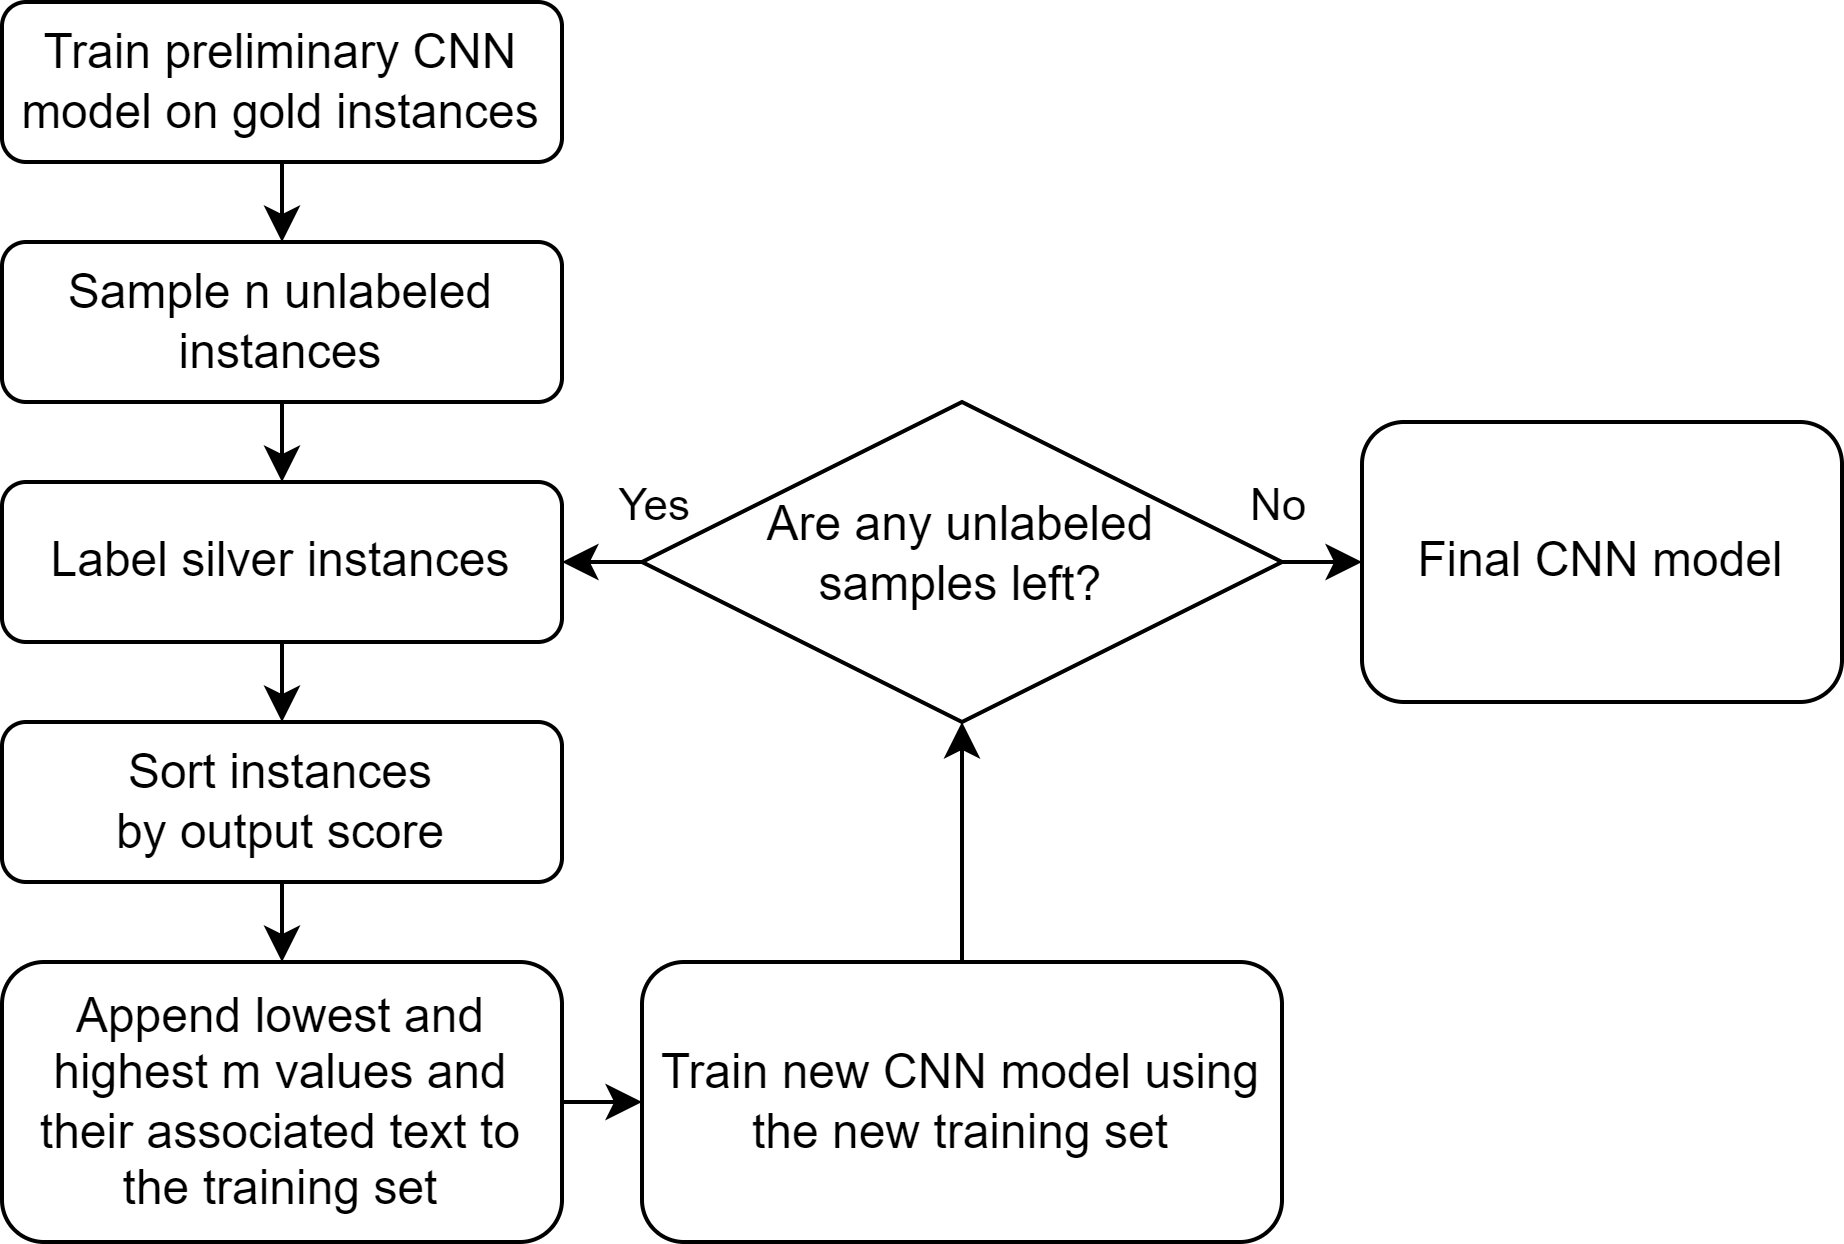 Train preliminary CNN
model on gold instances
Sample n unlabeled
instances
Label silver instances
Sort instances
by output score
Append lowest and
highest m values and
their associated text to
the training set
Train new CNN model using
the new training set
Are any unlabeled
samples left?
Yes
No
Final CNN model